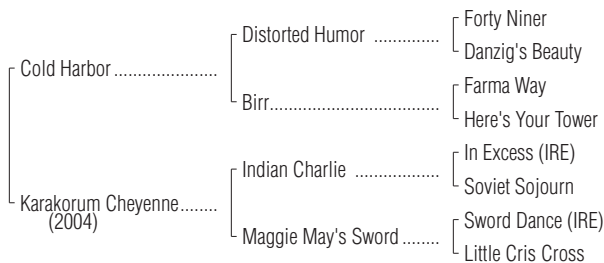 Forty Niner
Distorted Humor ..............
Danzig's Beauty
Cold Harbor ......................
Farma Way
Birr....................................
Here's Your Tower
In Excess (IRE)
Indian Charlie ..................
Soviet Sojourn
Karakorum Cheyenne........
(2004)
Sword Dance (IRE)
Maggie May's Sword ........
Little Cris Cross